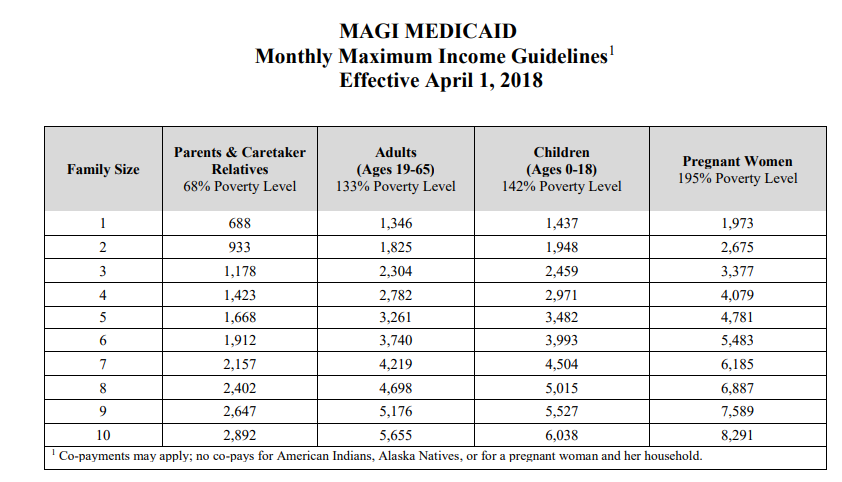 MAGI MEDICAID
Monthly Maximum Income Guidelines1
Effective April 1, 2018
Family Size
Parents & Caretaker
Relatives
68% Poverty Level
Adults
(Ages 19-65)
133% Poverty Level
Children
(Ages 0-18)
142% Poverty Level
Pregnant Women
195% Poverty Level
1 688 1,346 1,437 1,973
2 933 1,825 1,948 2,675
3 1,178 2,304 2,459 3,377
4 1,423 2,782 2,971 4,079
5 1,668 3,261 3,482 4,781
6 1,912 3,740 3,993 5,483
7 2,157 4,219 4,504 6,185
8 2,402 4,698 5,015 6,887
9 2,647 5,176 5,527 7,589
10 2,892 5,655 6,038 8,291
1 Co-payments may apply; no co-pays for American Indians, Alaska Natives, or for a pregnant woman and her household.